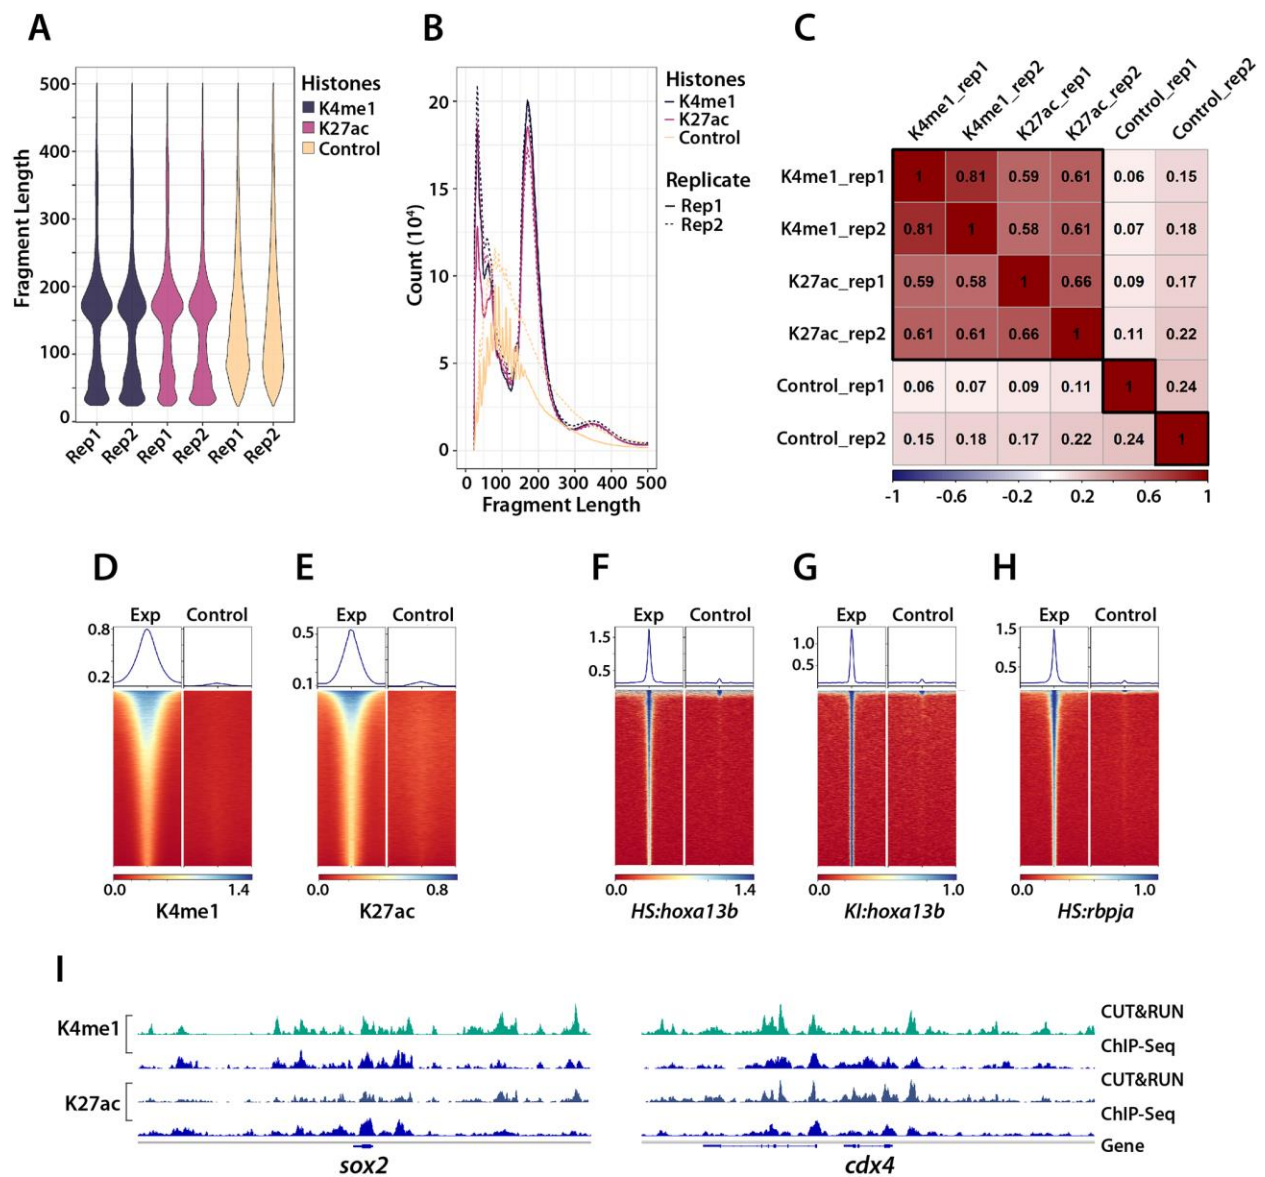 A
500
400
300
200
100
0
Fragment Length
Rep1 Rep2 Rep1 Rep2 Rep1 Rep2
Histones
K4me1
K27ac
Control
B
20
15
10
5
0
Count (10⁴)
0 100 200 300 400 500
Fragment Length
Histones
K4me1
K27ac
Control
Replicate
Rep1
Rep2
C
K4me1_rep1 K4me1_rep2 K27ac_rep1 K27ac_rep2 Control_rep1 Control_rep2
K4me1_rep1 1 0.81 0.59 0.61 0.06 0.15
K4me1_rep2 0.81 1 0.58 0.61 0.07 0.18
K27ac_rep1 0.59 0.58 1 0.66 0.09 0.17
K27ac_rep2 0.61 0.61 0.66 1 0.11 0.22
Control_rep1 0.06 0.07 0.09 0.11 1 0.24
Control_rep2 0.15 0.18 0.17 0.22 0.24 1
-1 -0.6 -0.2 0.2 0.6 1
D
Exp Control
0.8
0.2
0.0 1.4
K4me1
E
Exp Control
0.5
0.1
0.0 0.8
K27ac
F
Exp Control
1.5
0.5
0.0 1.4
HS:hoxa13b
G
Exp Control
1.0
0.5
0.0 1.0
KI:hoxa13b
H
Exp Control
1.5
0.5
0.0 1.0
HS:rbpja
I
K4me1
CUT&RUN
ChIP-Seq
K27ac
CUT&RUN
ChIP-Seq
Gene
sox2 cdx4